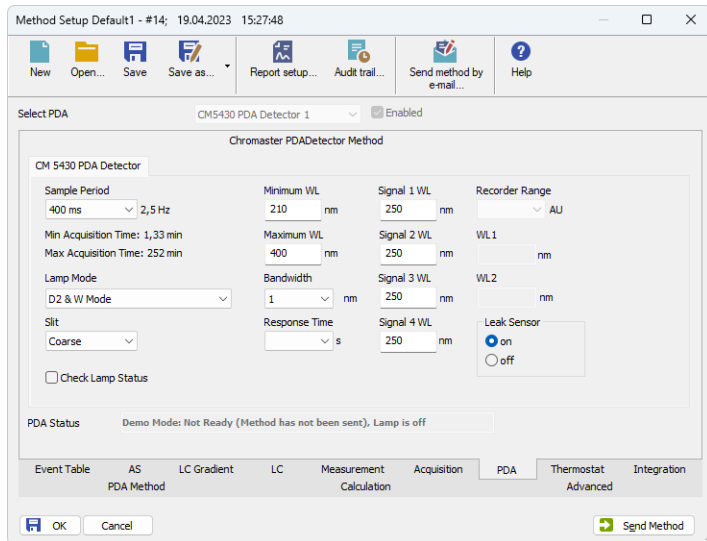 Method Setup Default1 - #14; 19.04.2023 15:27:48
New Open... Save Save as... Report setup... Audit trail... Send method by e-mail... Help
Select PDA CM5430 PDA Detector 1 Enabled
Chromaster PDADetector Method
CM 5430 PDA Detector
Sample Period Minimum WL Signal 1 WL Recorder Range
400 ms 2,5 Hz 210 nm 250 nm AU
Min Acquisition Time: 1,33 min Maximum WL Signal 2 WL WL1
Max Acquisition Time: 252 min 400 nm 250 nm nm
Lamp Mode Bandwidth Signal 3 WL WL2
D2 & W Mode 1 nm 250 nm nm
Slit Response Time Signal 4 WL Leak Sensor
Coarse s 250 nm on
off
Check Lamp Status
PDA Status Demo Mode: Not Ready (Method has not been sent), Lamp is off
Event Table AS LC Gradient LC Measurement Acquisition PDA Thermostat Integration
PDA Method Calculation Advanced
OK Cancel Send Method